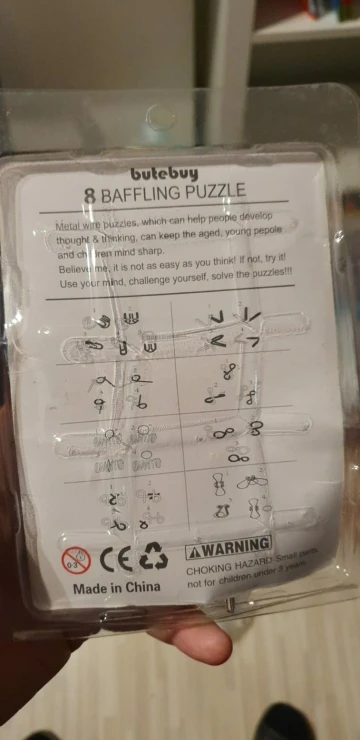 butebuy
8 BAFFLING PUZZLE
Metal wire puzzles, which can help people develop
thought & thinking, can keep the aged, young pepole
and children mind sharp.
Believe me, it is not as easy as you think! If not, try it!
Use your mind, challenge yourself, solve the puzzles!!!
0-3
CE
WARNING
CHOKING HAZARD Small parts
not for children under 3 years
Made in China